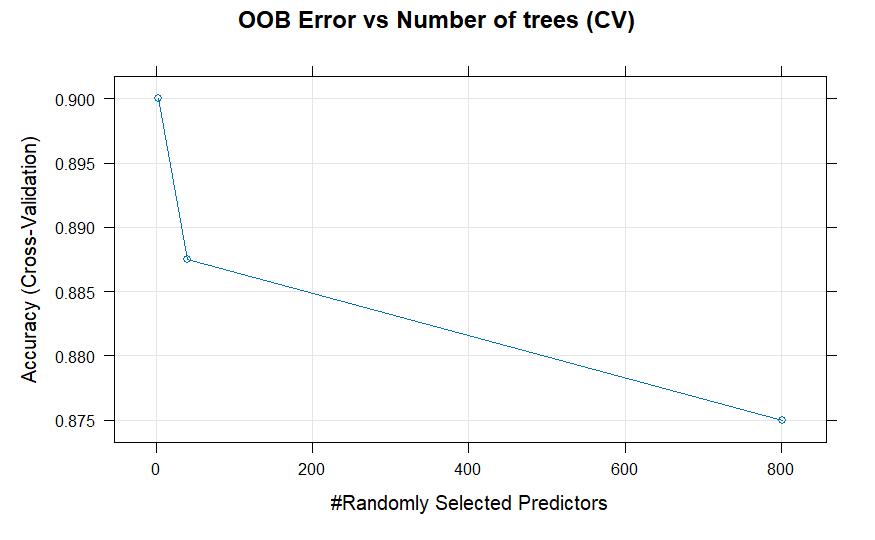 OOB Error vs Number of trees (CV)
Accuracy (Cross-Validation)
0.900
0.895
0.890
0.885
0.880
0.875
0 200 400 600 800
#Randomly Selected Predictors